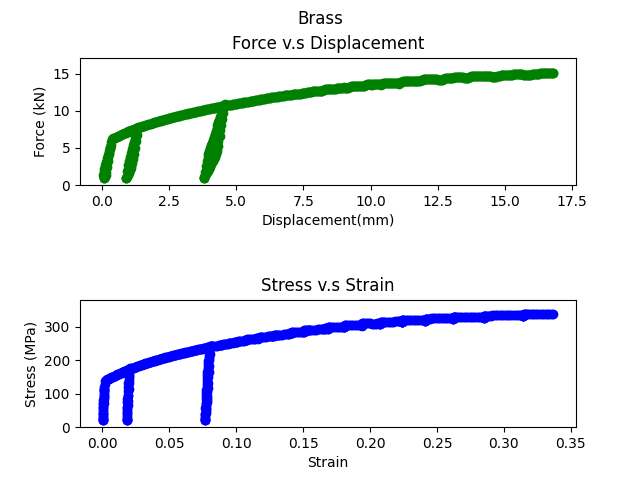 Brass
Force v.s Displacement
15
10
5
0
Force (kN)
0.0 2.5 5.0 7.5 10.0 12.5 15.0 17.5
Displacement(mm)
Stress v.s Strain
300
200
100
0
Stress (MPa)
0.00 0.05 0.10 0.15 0.20 0.25 0.30 0.35
Strain